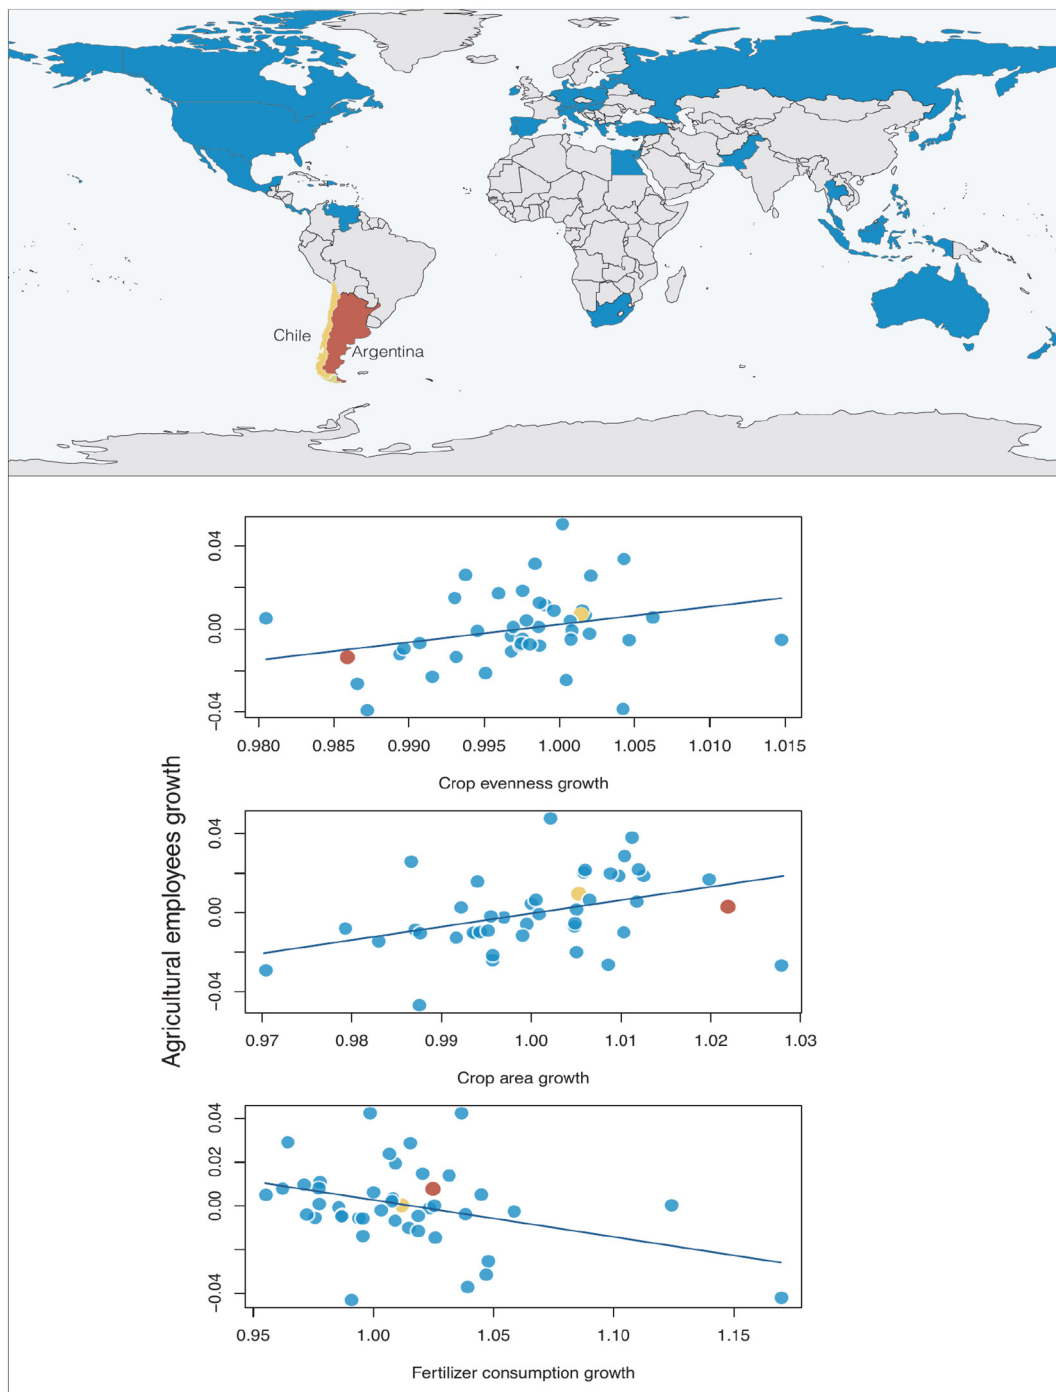 Chile
Argentina
Agricultural employees growth
0.04
0.00
−0.04
0.980 0.985 0.990 0.995 1.000 1.005 1.010 1.015
Crop evenness growth
0.04
0.00
−0.04
0.97 0.98 0.99 1.00 1.01 1.02 1.03
Crop area growth
0.04
0.02
0.00
−0.04
0.95 1.00 1.05 1.10 1.15
Fertilizer consumption growth